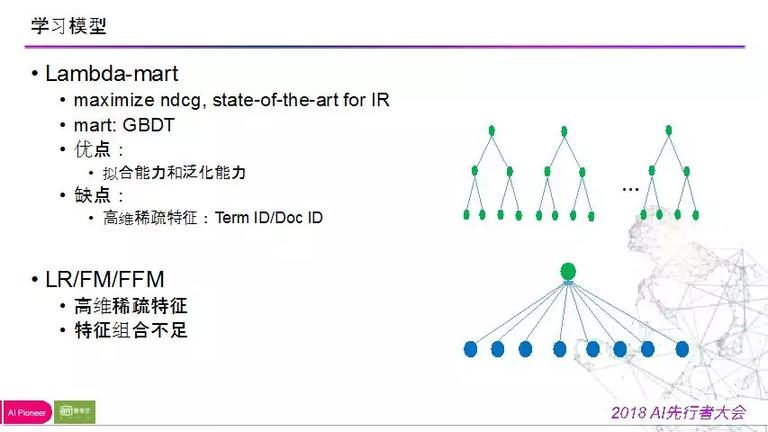 学习模型
• Lambda-mart
• maximize ndcg, state-of-the-art for IR
• mart: GBDT
• 优点：
• 拟合能力和泛化能力
• 缺点：
• 高维稀疏特征：Term ID/Doc ID
...
• LR/FM/FFM
• 高维稀疏特征
• 特征组合不足
AI Pioneer
2018 AI先行者大会